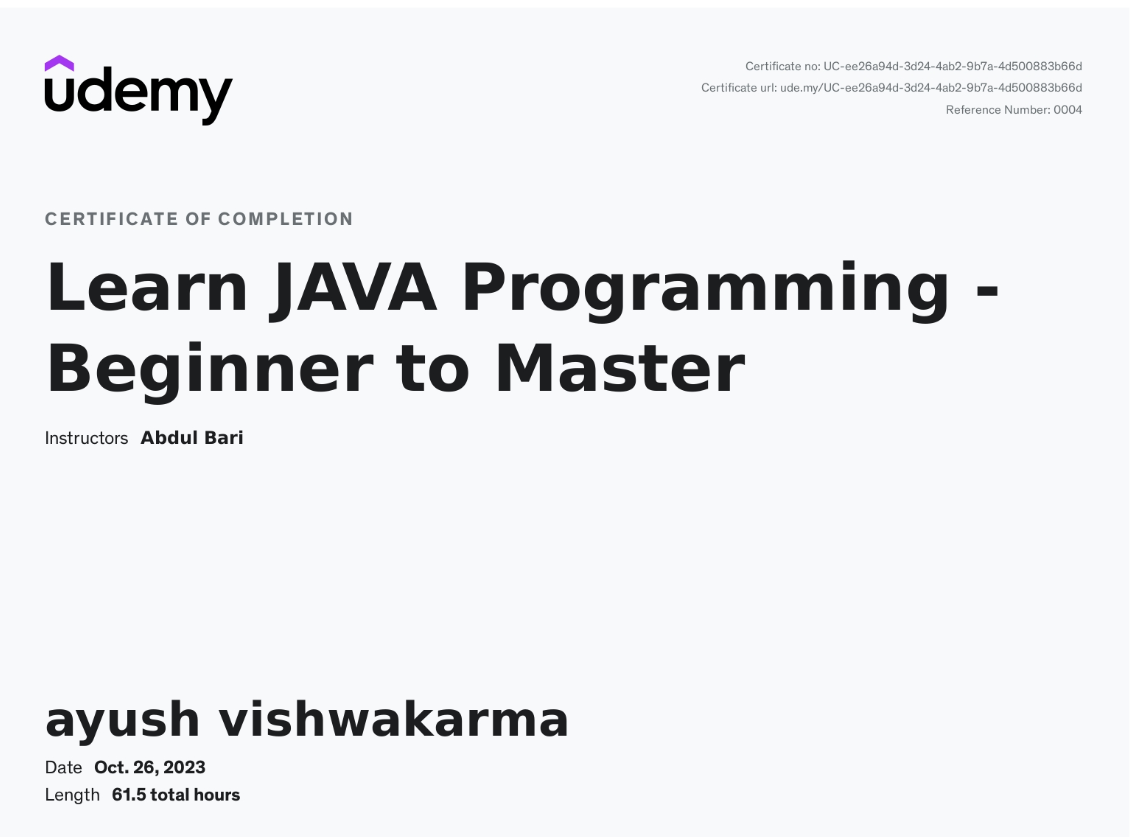 udemy
Certificate no: UC-ee26a94d-3d24-4ab2-9b7a-4d500883b66d
Certificate url: ude.my/UC-ee26a94d-3d24-4ab2-9b7a-4d500883b66d
Reference Number: 0004
CERTIFICATE OF COMPLETION
Learn JAVA Programming -
Beginner to Master
Instructors Abdul Bari
ayush vishwakarma
Date Oct. 26, 2023
Length 61.5 total hours